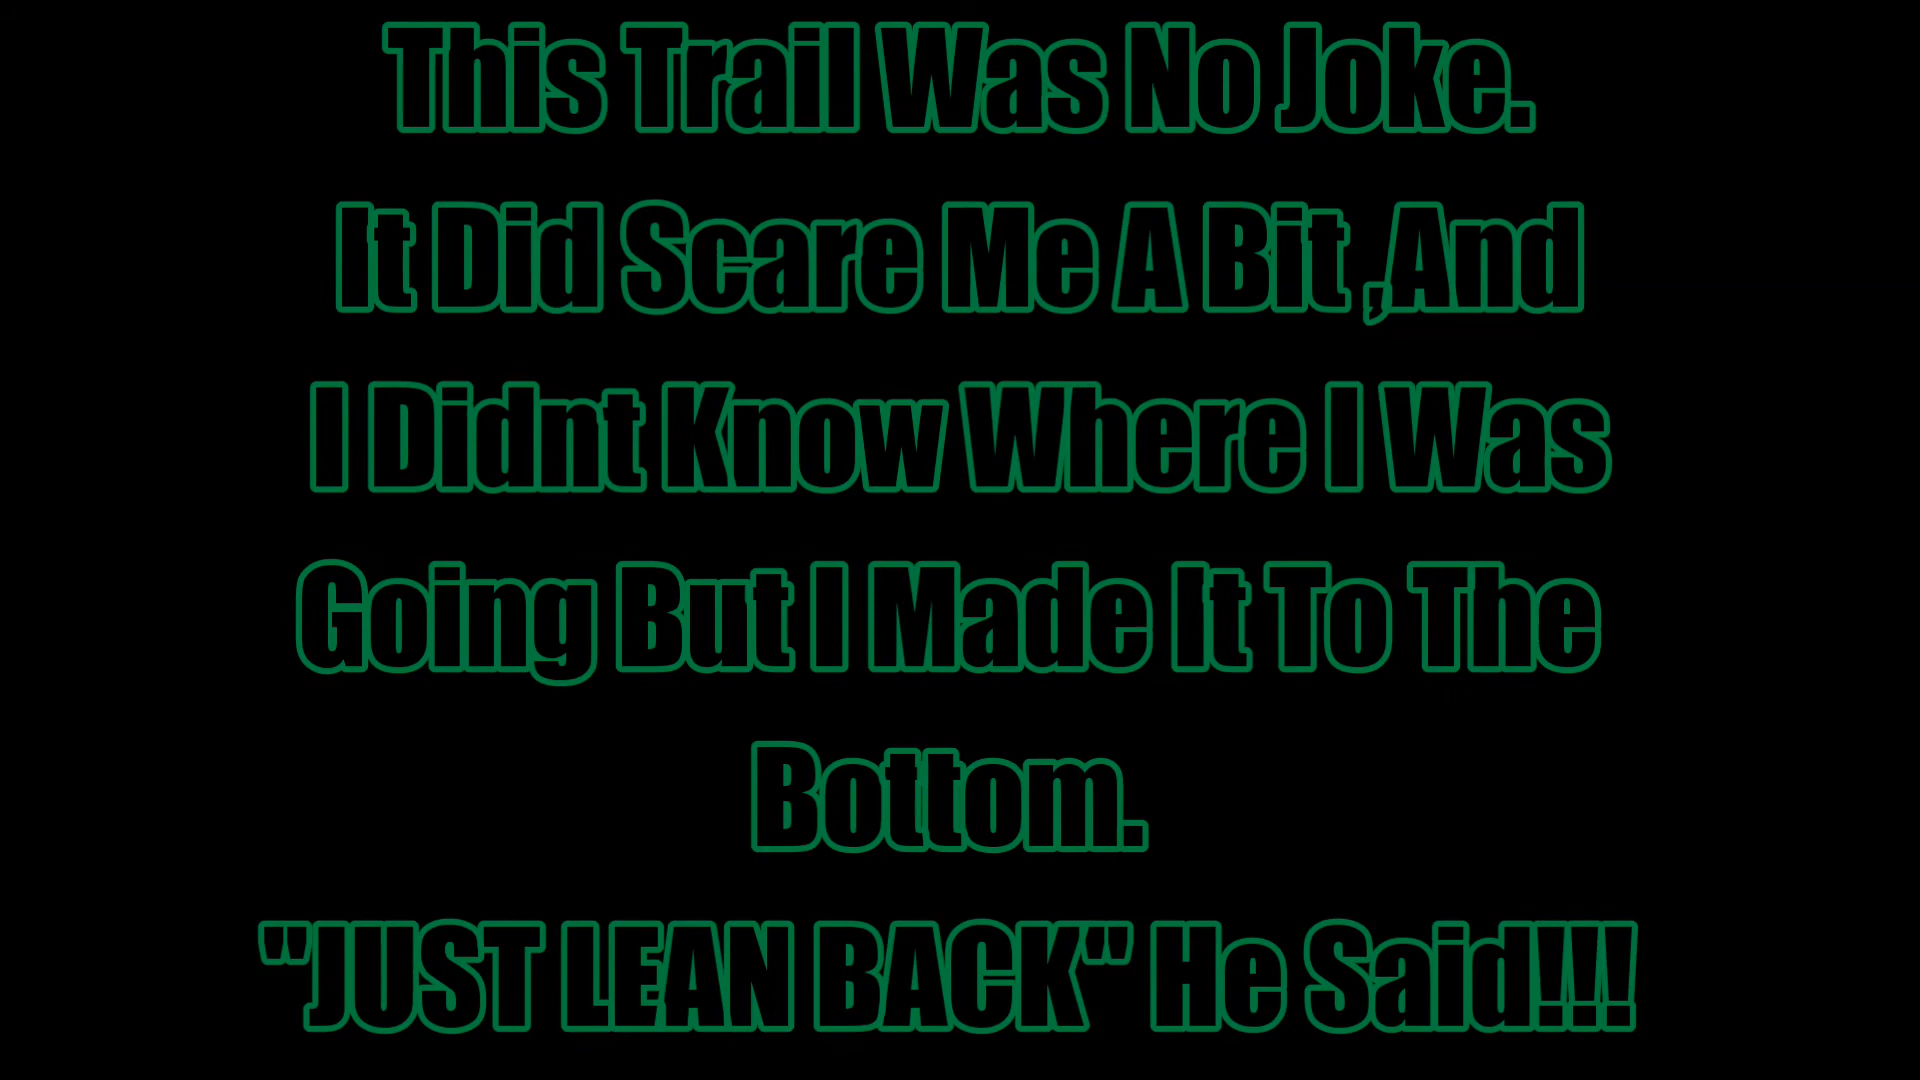 This Trail Was No Joke.
It Did Scare Me A Bit ,And
I Didnt Know Where I Was
Going But I Made It To The
Bottom.
"JUST LEAN BACK" He Said!!!